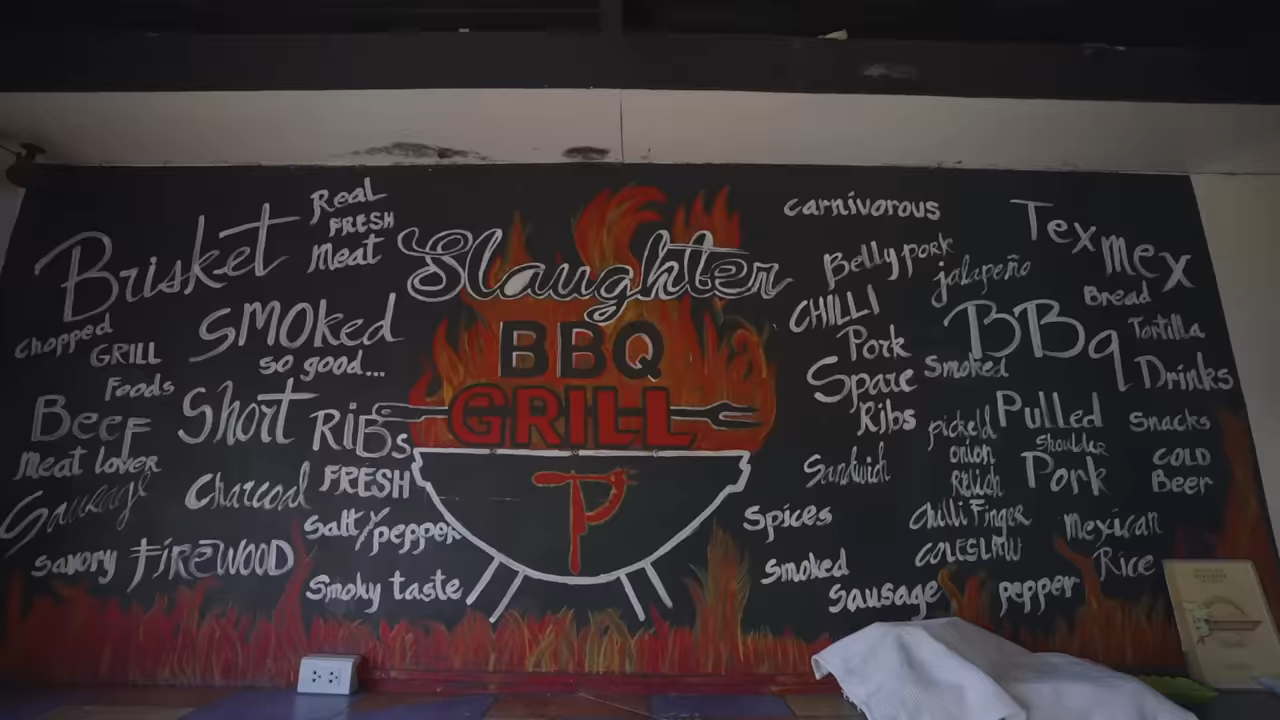 Brisket
Real
FRESH
Meat
Chopped
GRILL
Foods
SMOKed
so good...
Beef
Meat lover
Sausage
Savory
Short RiBs
Charcoal
FRESH
Salt/pepper
FIREWOOD
Smoky taste
Slaughter
BBQ
GRILL
P
carnivorous
Belly pork
jalapeño
CHILLI
Pork
Spare
Ribs
Sandwich
Spices
Smoked
Sausage
Tex mex
Bread
BBq
Smoked
Tortilla
Drinks
Pulled
Shoulder
Pork
pickeld
onion
Relish
Snacks
COLD
Beer
Chilli Finger
COLESLAW
Mexican
Rice
pepper